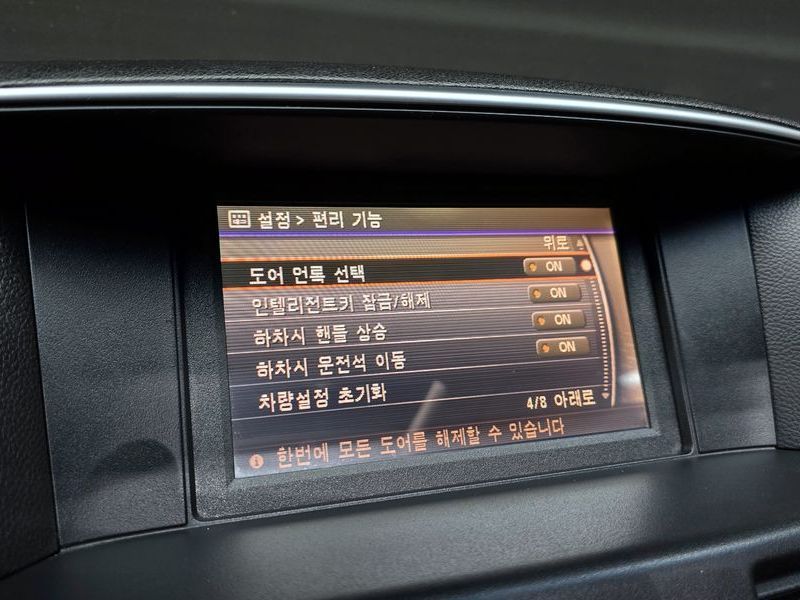 설정 > 편리 기능
위로
도어 언록 선택 ON
인텔리전트키 잠금/해제 ON
하차시 핸들 상승 ON
하차시 운전석 이동 ON
차량설정 초기화
4/8 아래로
한번에 모든 도어를 해제할 수 있습니다